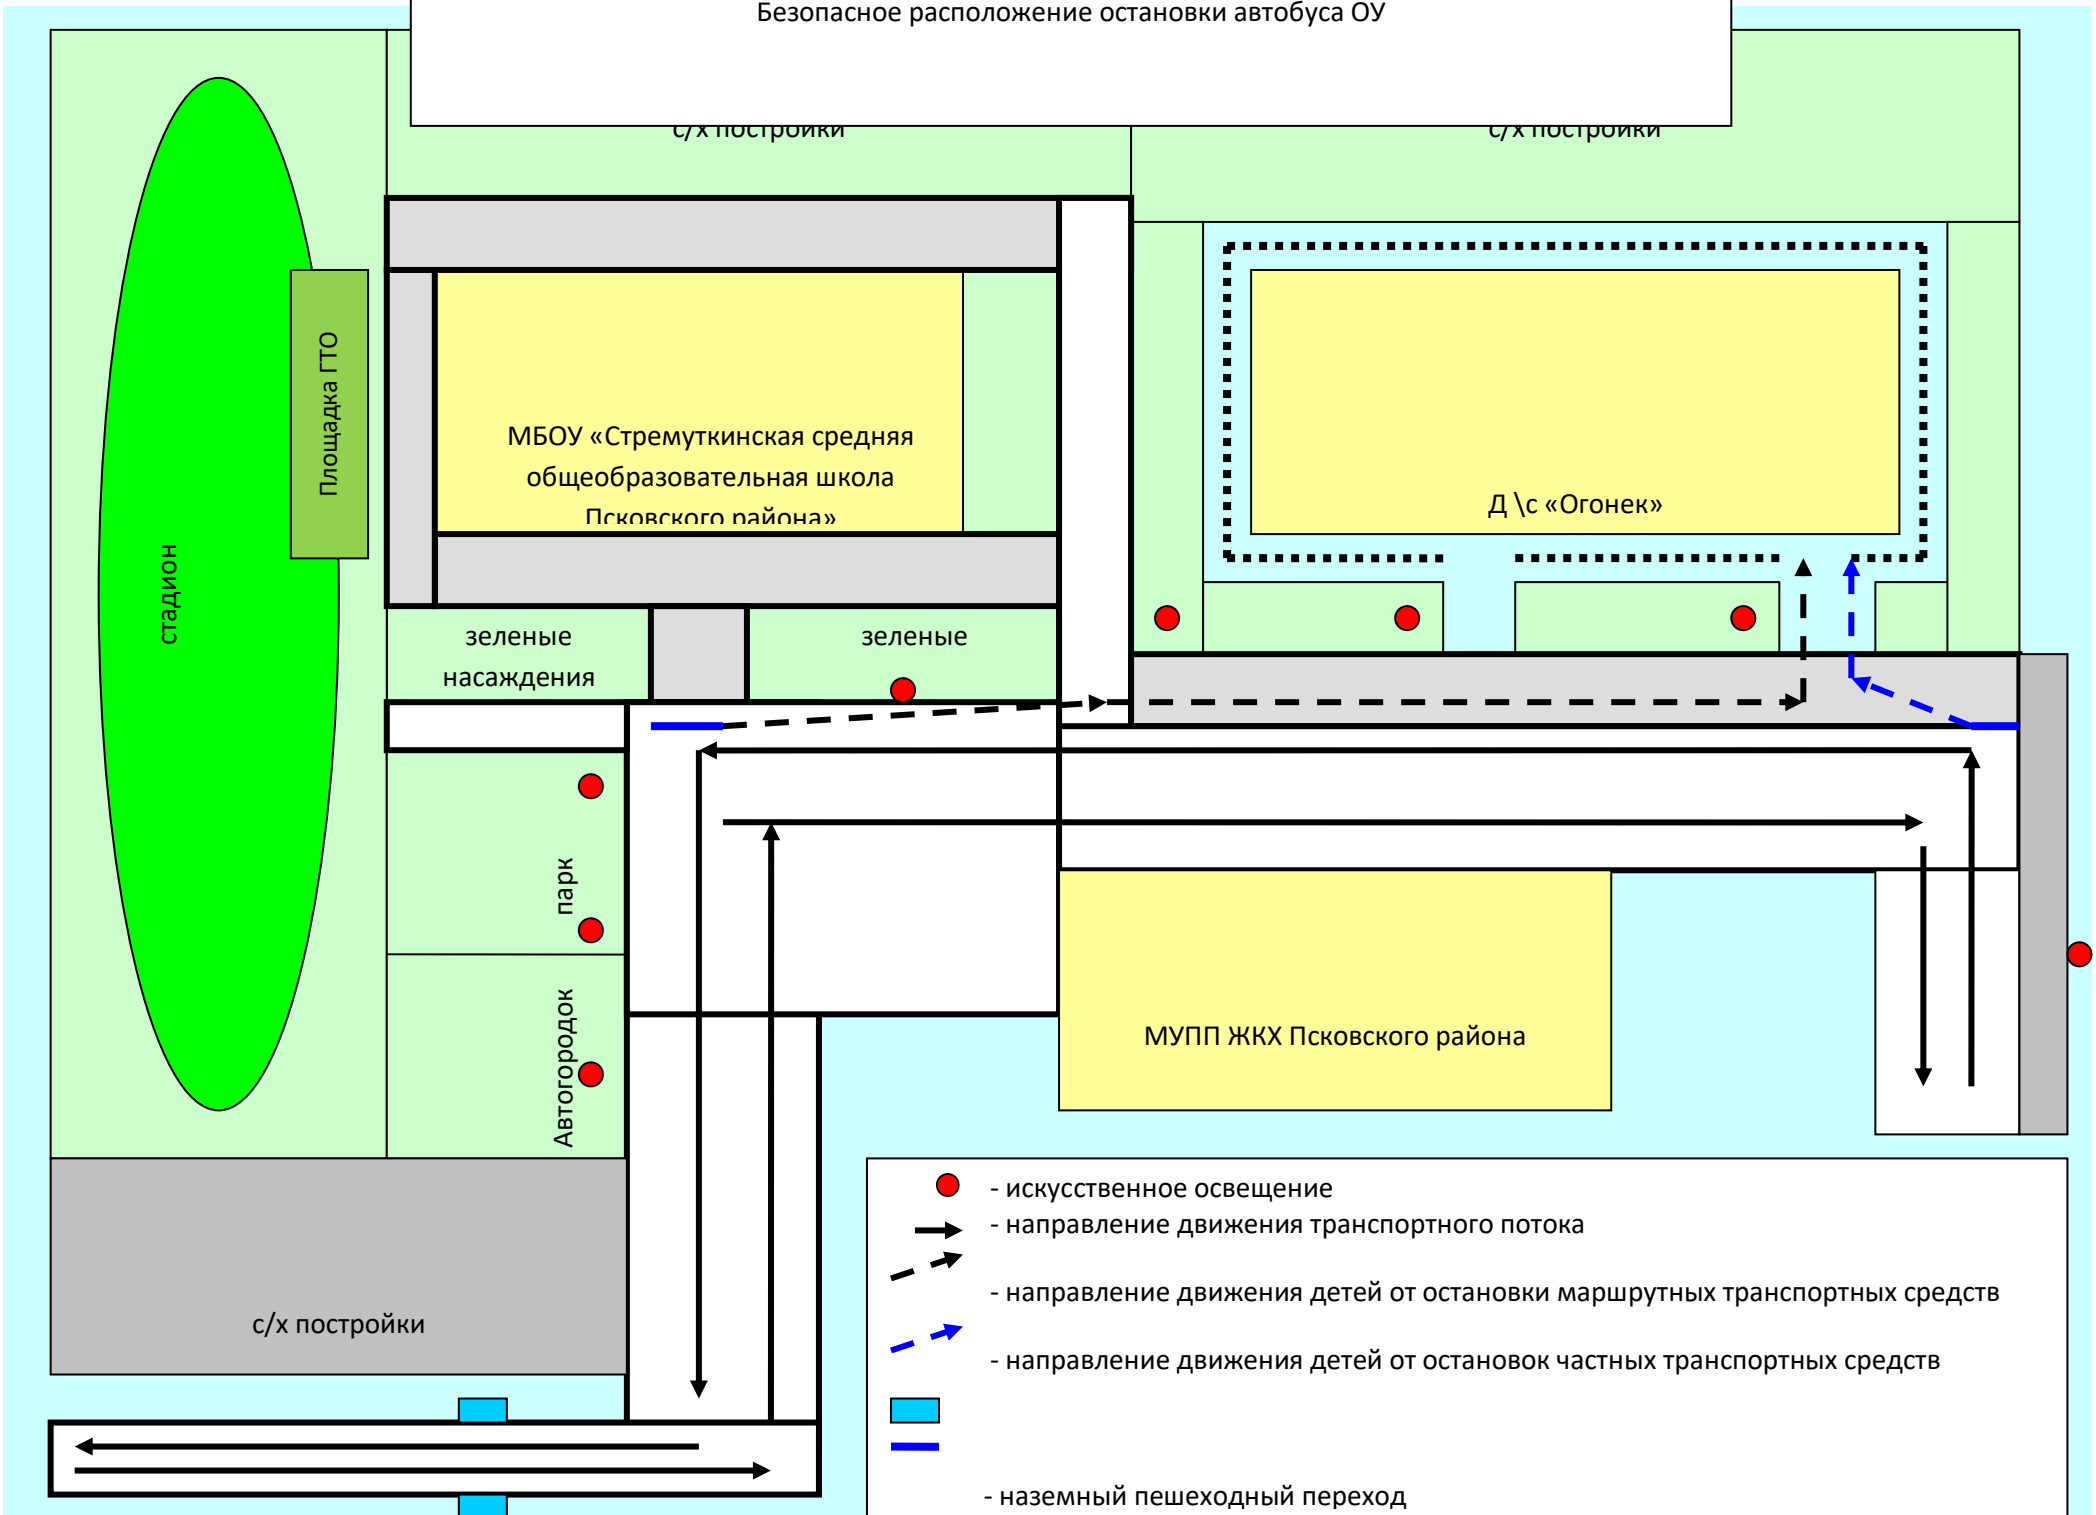 Безопасное расположение остановки автобуса ОУ
с/х постройки
с/х постройки
стадион
Площадка ГТО
МБОУ «Стремуткинская средняя
общеобразовательная школа
Псковского района»
Д \с «Огонек»
зеленые
насаждения
зеленые
парк
Автогородок
МУПП ЖКХ Псковского района
с/х постройки
- искусственное освещение
- направление движения транспортного потока
- направление движения детей от остановки маршрутных транспортных средств
- направление движения детей от остановок частных транспортных средств
- наземный пешеходный переход